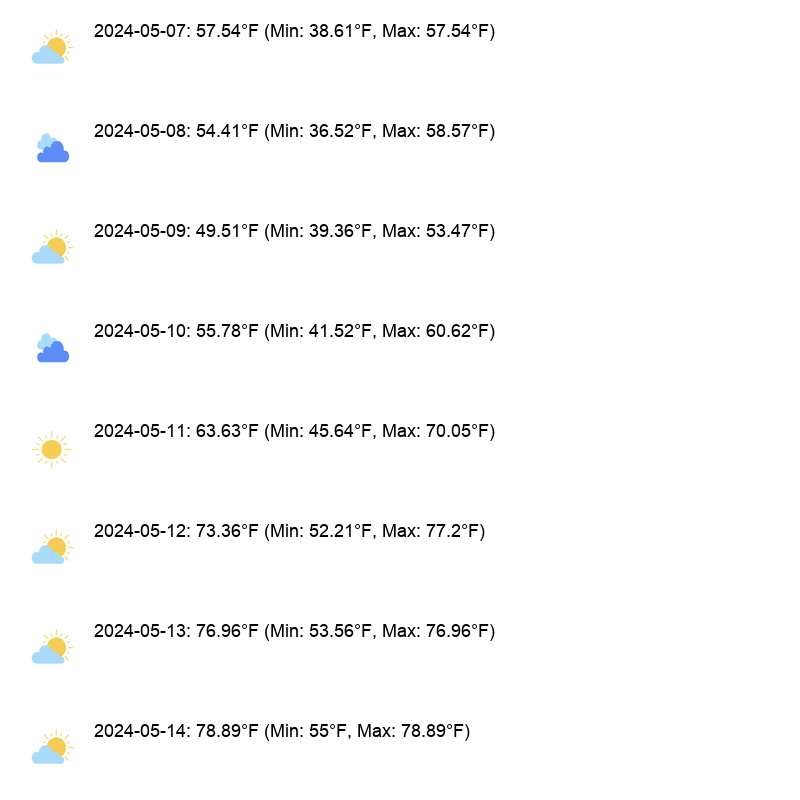 2024-05-07: 57.54°F (Min: 38.61°F, Max: 57.54°F)
2024-05-08: 54.41°F (Min: 36.52°F, Max: 58.57°F)
2024-05-09: 49.51°F (Min: 39.36°F, Max: 53.47°F)
2024-05-10: 55.78°F (Min: 41.52°F, Max: 60.62°F)
2024-05-11: 63.63°F (Min: 45.64°F, Max: 70.05°F)
2024-05-12: 73.36°F (Min: 52.21°F, Max: 77.2°F)
2024-05-13: 76.96°F (Min: 53.56°F, Max: 76.96°F)
2024-05-14: 78.89°F (Min: 55°F, Max: 78.89°F)